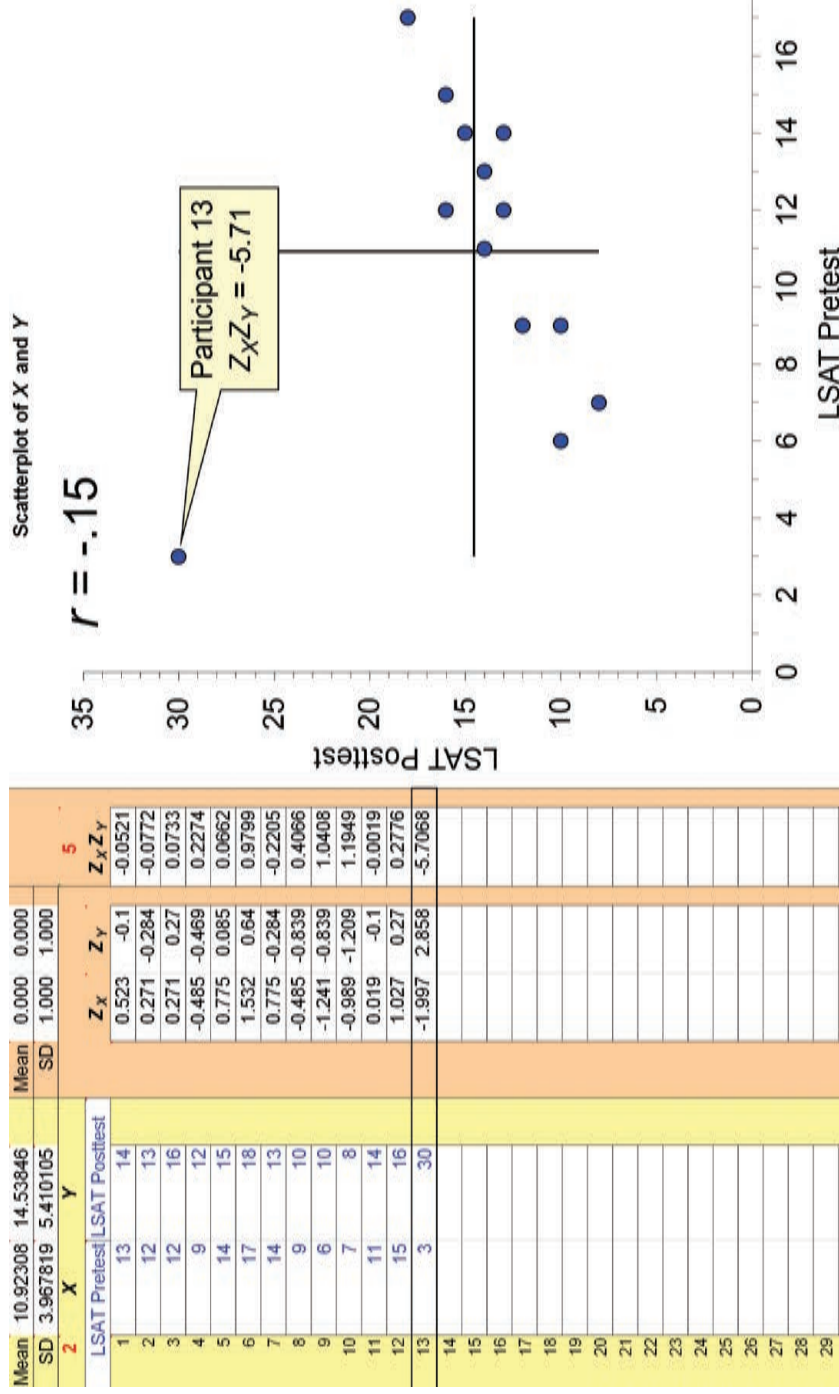 Mean 10.92308 14.53846 Mean 0.000 0.000
SD 3.967819 5.410105 SD 1.000 1.000
2 X Y 5
LSAT Pretest LSAT Posttest ZX ZY ZXZY
1 13 14 0.523 -0.1 -0.0521
2 12 13 0.271 -0.284 -0.0772
3 12 16 0.271 0.27 0.0733
4 9 12 -0.485 -0.469 0.2274
5 14 15 0.775 0.085 0.0662
6 17 18 1.532 0.64 0.9799
7 14 13 0.775 -0.284 -0.2205
8 9 10 -0.485 -0.839 0.4066
9 6 10 -1.241 -0.839 1.0408
10 7 8 -0.989 -1.209 1.1949
11 11 14 0.019 -0.1 -0.0019
12 15 16 1.027 0.27 0.2776
13 3 30 -1.997 2.858 -5.7068
14
15
16
17
18
19
20
21
22
23
24
25
26
27
28
29
Scatterplot of X and Y
r = -.15
Participant 13
ZXZY = -5.71
LSAT Posttest
35
30
25
20
15
10
5
0
0 2 4 6 8 10 12 14 16
LSAT Pretest